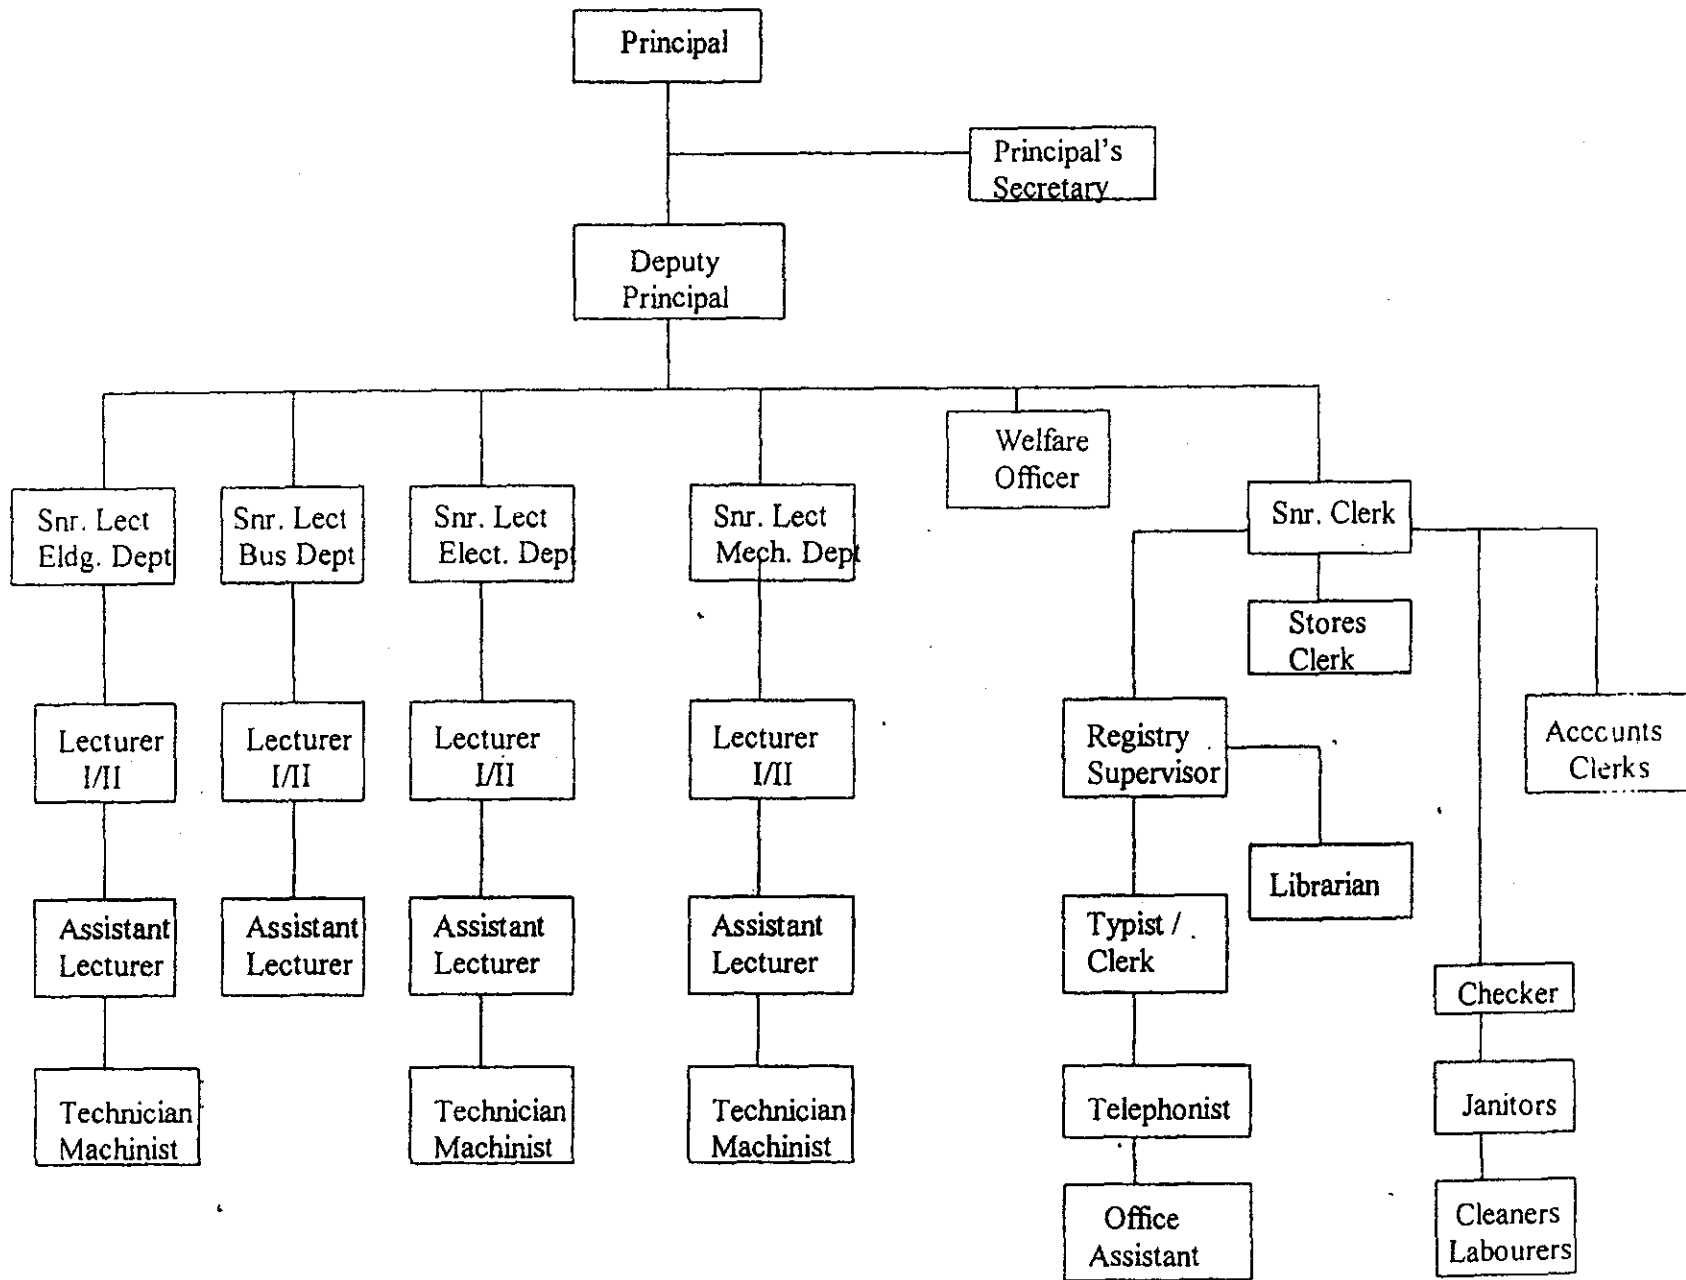 Principal
Principal's
Secretary
Deputy
Principal
Welfare
Officer
Snr. Lect
Eldg. Dept
Snr. Lect
Bus Dept
Snr. Lect
Elect. Dept
Snr. Lect
Mech. Dept
Snr. Clerk
Stores
Clerk
Lecturer
I/II
Lecturer
I/II
Lecturer
I/II
Lecturer
I/II
Registry
Supervisor
Acccunts
Clerks
Librarian
Assistant
Lecturer
Assistant
Lecturer
Assistant
Lecturer
Assistant
Lecturer
Typist /
Clerk
Checker
Technician
Machinist
Technician
Machinist
Technician
Machinist
Telephonist
Janitors
Office
Assistant
Cleaners
Labourers